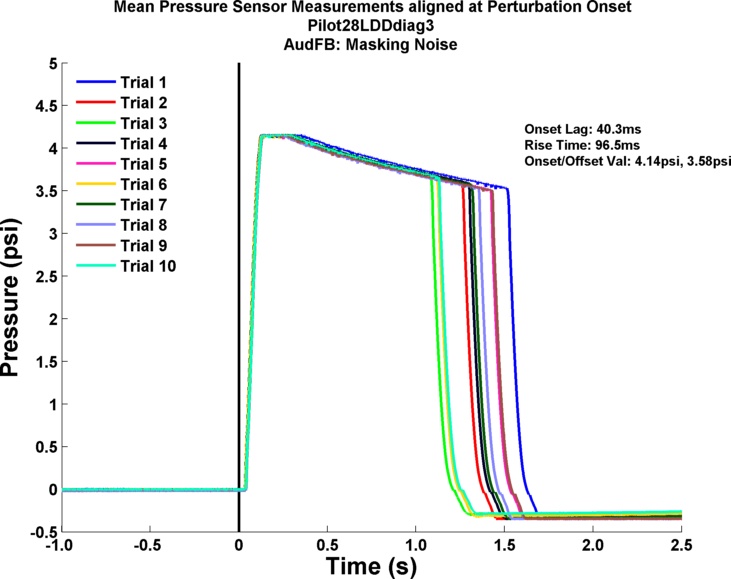 Mean Pressure Sensor Measurements aligned at Perturbation Onset
Pilot28LDDdiag3
AudFB: Masking Noise
5
4.5
4
3.5
3
2.5
2
1.5
1
0.5
0
-0.5
Pressure (psi)
Trial 1
Trial 2
Trial 3
Trial 4
Trial 5
Trial 6
Trial 7
Trial 8
Trial 9
Trial 10
Onset Lag: 40.3ms
Rise Time: 96.5ms
Onset/Offset Val: 4.14psi, 3.58psi
-1.0 -0.5 0 0.5 1.0 1.5 2.0 2.5
Time (s)